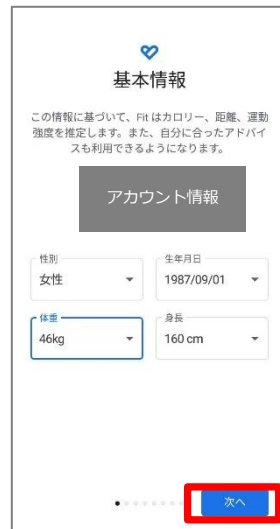 基本情報
この情報に基づいて、Fit はカロリー、距離、運動
強度を推定します。また、自分に合ったアドバイ
スも利用できるようになります。
アカウント情報
性別
女性
生年月日
1987/09/01
体重
46kg
身長
160 cm
次へ